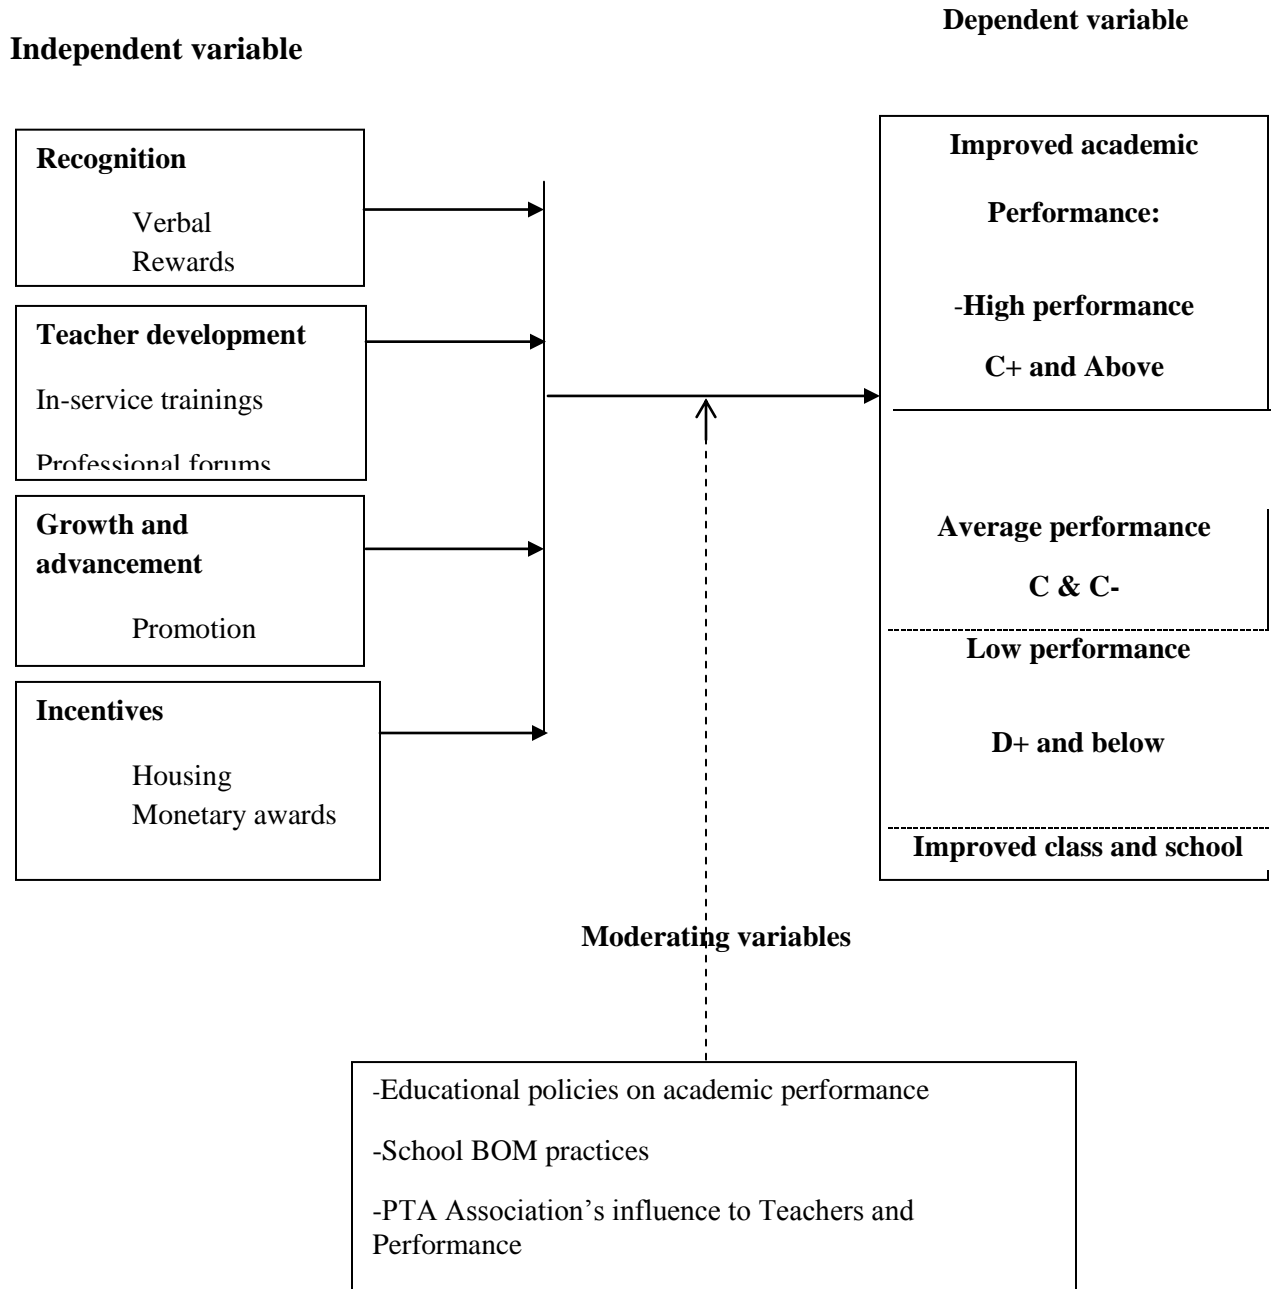 Dependent variable
Independent variable
Recognition
Verbal
Rewards
Teacher development
In-service trainings
Professional forums
Growth and
advancement
Promotion
Incentives
Housing
Monetary awards
Improved academic
Performance:
-High performance
C+ and Above
Average performance
C & C-
Low performance
D+ and below
Improved class and school
Moderating variables
-Educational policies on academic performance
-School BOM practices
-PTA Association’s influence to Teachers and
Performance